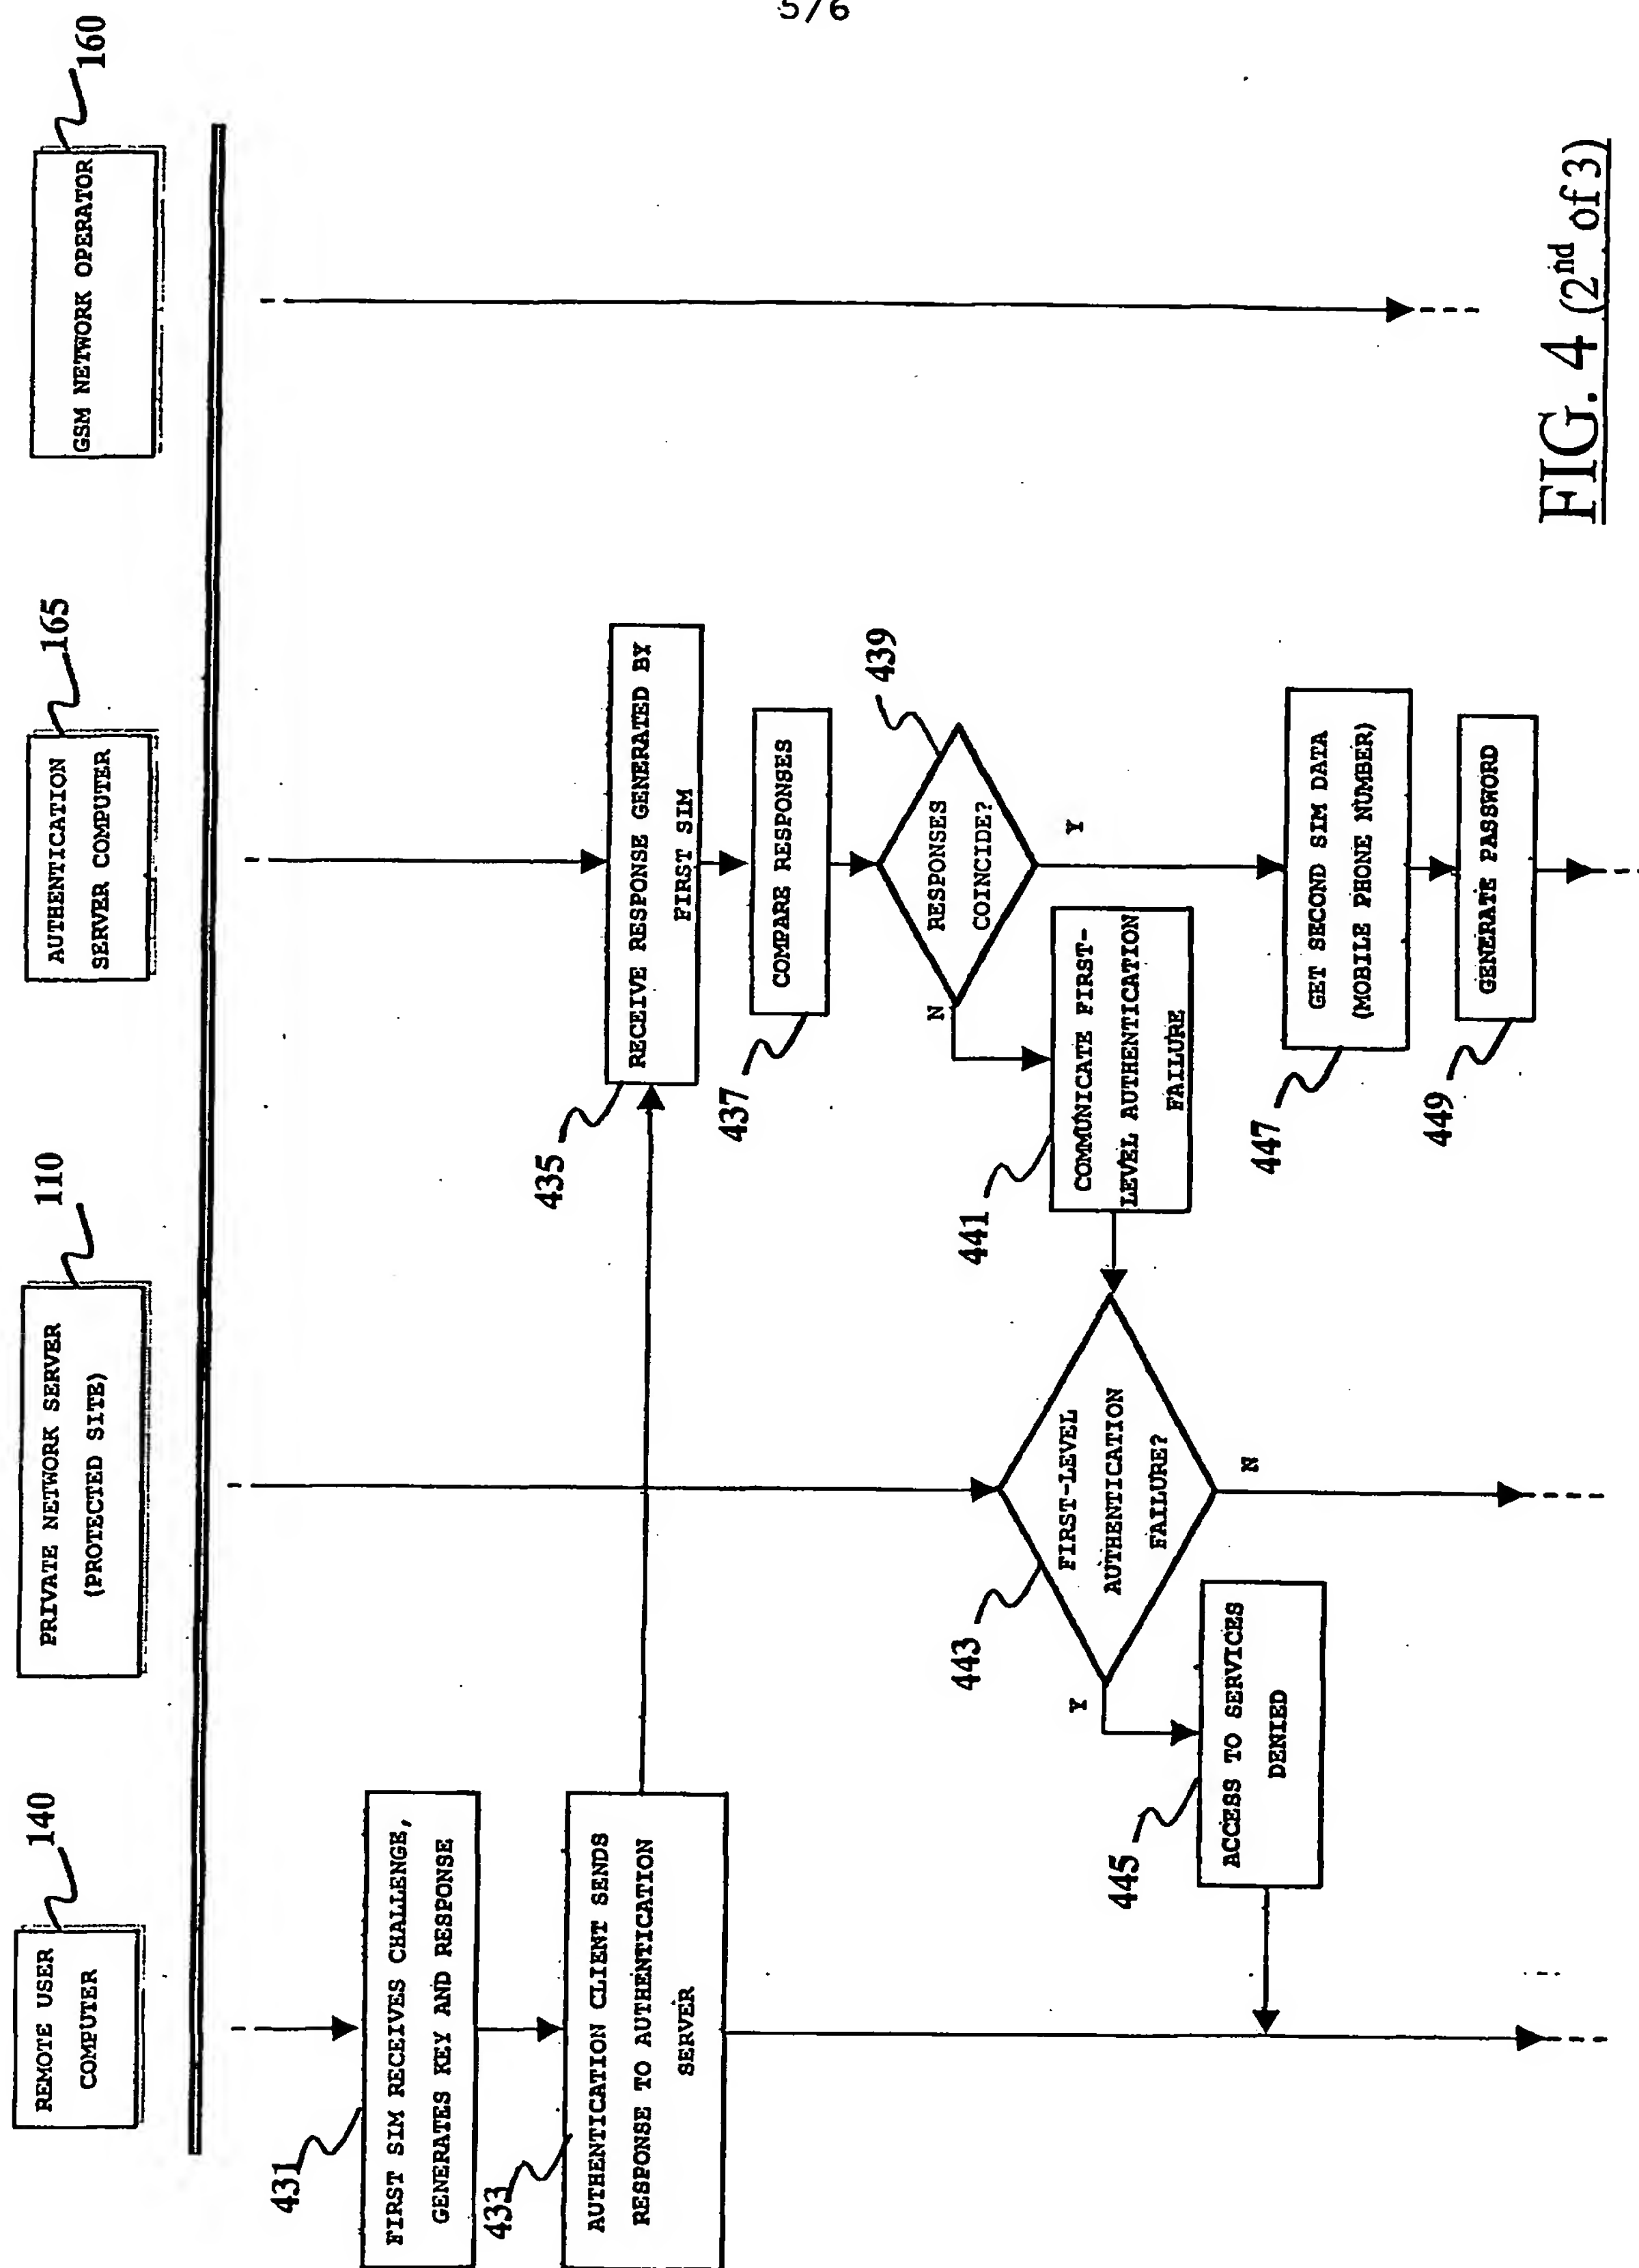 5/6
REMOTE USER
COMPUTER
140
PRIVATE NETWORK SERVER
(PROTECTED SITE)
110
AUTHENTICATION
SERVER COMPUTER
165
GSM NETWORK OPERATOR
160
431
FIRST SIM RECEIVES CHALLENGE,
GENERATES KEY AND RESPONSE
433
AUTHENTICATION CLIENT SENDS
RESPONSE TO AUTHENTICATION
SERVER
435
RECEIVE RESPONSE GENERATED BY
FIRST SIM
437
COMPARE RESPONSES
439
RESPONSES
COINCIDE?
N
Y
441
COMMUNICATE FIRST-
LEVEL AUTHENTICATION
FAILURE
443
FIRST-LEVEL
AUTHENTICATION
FAILURE?
Y
N
445
ACCESS TO SERVICES
DENIED
447
GET SECOND SIM DATA
(MOBILE PHONE NUMBER)
449
GENERATE PASSWORD
FIG. 4 (2nd of 3)